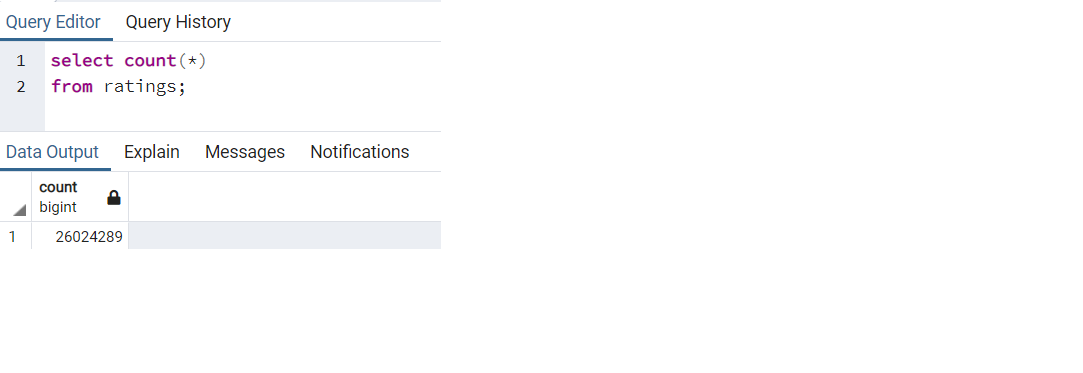 Query Editor Query History
1 select count(*)
2 from ratings;
Data Output Explain Messages Notifications
count
bigint
1 26024289